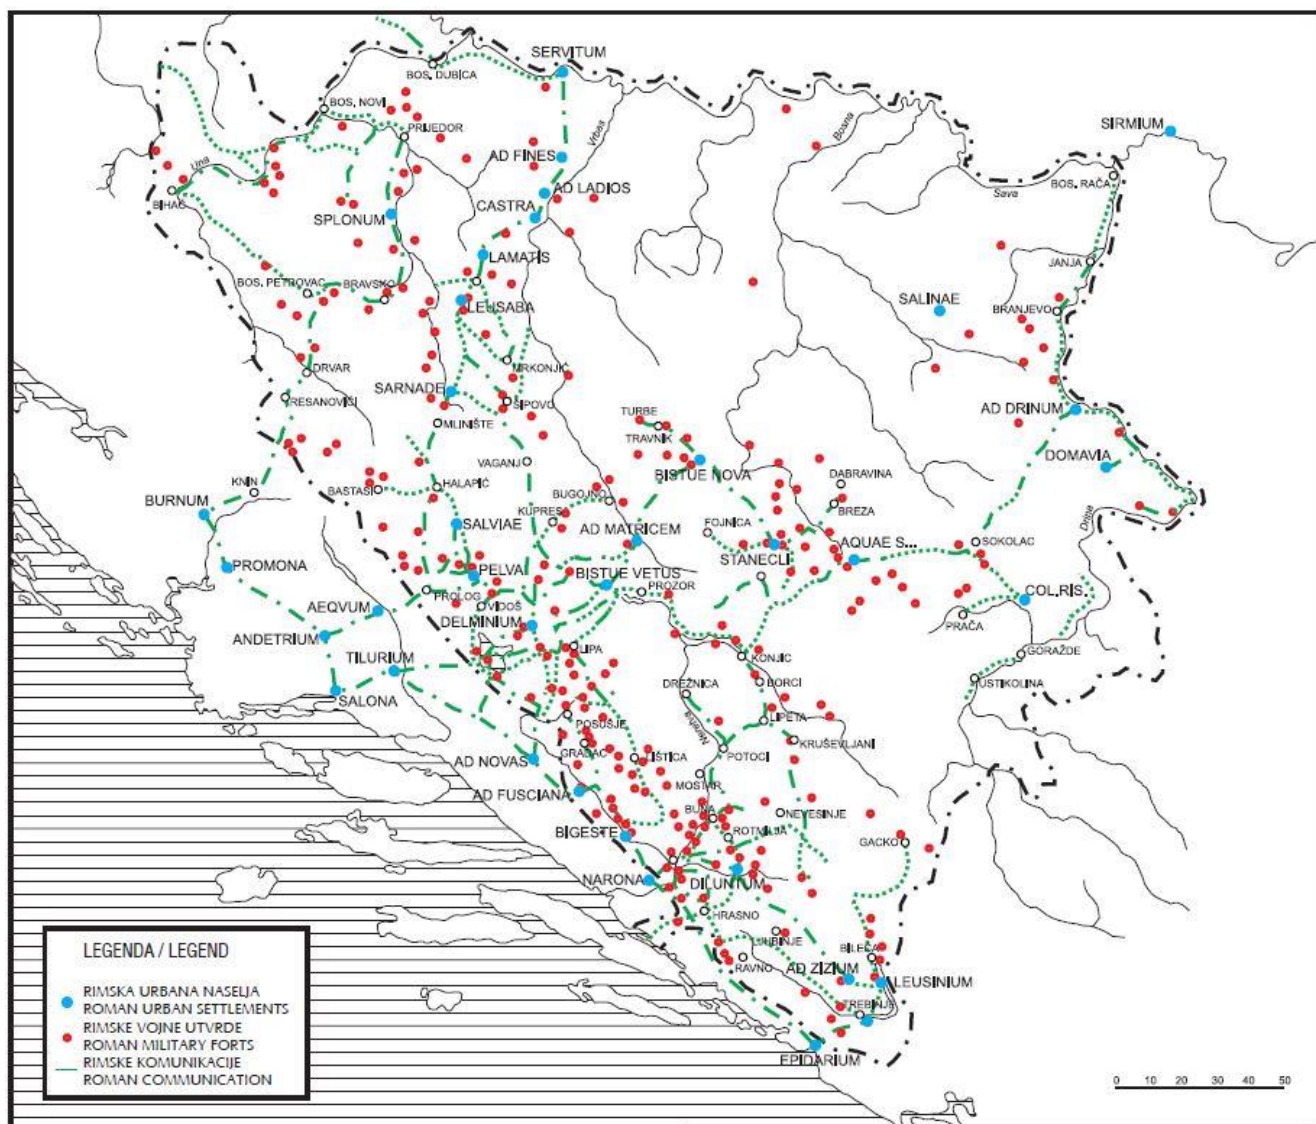 SERVITUM
BOS. DUBICA
BOS. NOVI
PRIJEDOR
Vrbas
Bosna
SIRMIUM
Una
AD FINES
BIHAĆ
AD LADIOS
Sava
BOS. RAČA
SPLONUM
CASTRA
LAMATIS
JANJA
BOS. PETROVAC
BRAVSKO
LEUSABA
SALINAE
BRANJEVO
DRVAR
MRKONJIĆ
RESANOVIĆI
SARNADE
ŠIPOVO
AD DRINUM
MLINIŠTE
TURBE
TRAVNIK
VAGANJ
BISTUE NOVA
DOMAVIA
KNIN
BASTASI
HALAPIĆ
BUGOJNO
DABRAVINA
BURNUM
BREZA
KUPRES
SALVIAE
AD MATRICEM
FOJNICA
Drina
STANECLI
AQUAE S...
SOKOLAC
PROMONA
PELVA
BISTUE VETUS
PROZOR
PROLOG
VIDOŠ
COL.RIS.
AEQVUM
DELMINIUM
PRAČA
ANDETRIUM
LIPA
KONJIC
GORAŽDE
TILURIUM
DREŽNICA
BORCI
USTIKOLINA
SALONA
POSUŠJE
Neretva
LIPETA
GRADAC
LIŠTICA
POTOCI
KRUŠEVLJANI
AD NOVAS
MOSTAR
AD FUSCIANA
BUNA
NEVESINJE
BIGESTE
ROTMILJA
GACKO
NARONA
DILUNTUM
HRASNO
LJUBINJE
BILEĆA
RAVNO
AD ZIZIUM
LEUSINIUM
TREBINJE
EPIDARIUM
LEGENDA / LEGEND
RIMSKA URBANA NASELJA
ROMAN URBAN SETTLEMENTS
RIMSKE VOJNE UTVRDE
ROMAN MILITARY FORTS
RIMSKE KOMUNIKACIJE
ROMAN COMMUNICATION
0 10 20 30 40 50